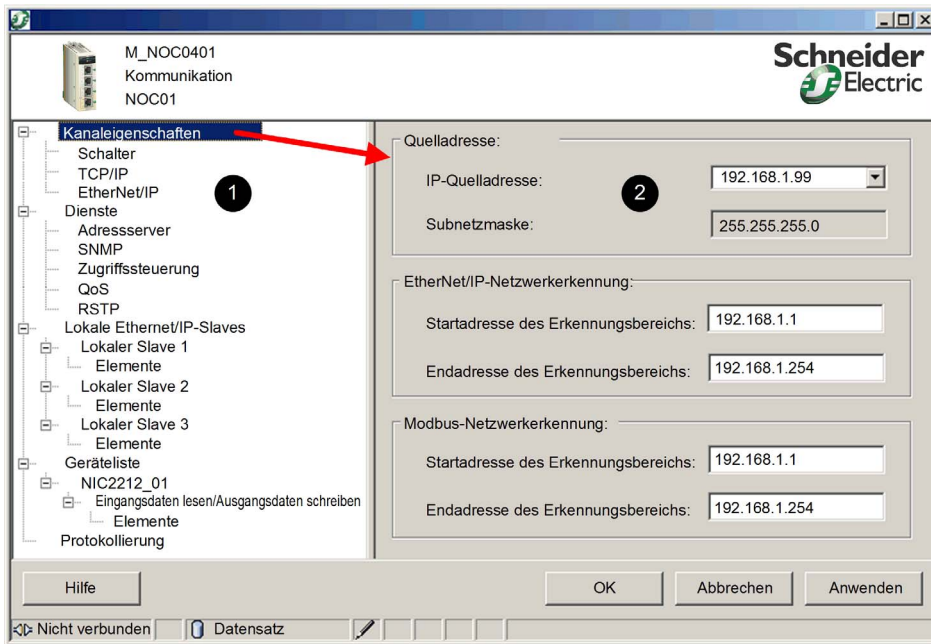 M_NOC0401
Kommunikation
NOC01
Schneider
Electric
Kanaleigenschaften
Schalter
TCP/IP
EtherNet/IP
Dienste
Adressserver
SNMP
Zugriffssteuerung
QoS
RSTP
Lokale Ethernet/IP-Slaves
Lokaler Slave 1
Elemente
Lokaler Slave 2
Elemente
Lokaler Slave 3
Elemente
Geräteliste
NIC2212_01
Eingangsdaten lesen/Ausgangsdaten schreiben
Elemente
Protokollierung
1
Quelladresse:
IP-Quelladresse: 192.168.1.99
2
Subnetzmaske: 255.255.255.0
EtherNet/IP-Netzwerkerkennung:
Startadresse des Erkennungsbereichs: 192.168.1.1
Endadresse des Erkennungsbereichs: 192.168.1.254
Modbus-Netzwerkerkennung:
Startadresse des Erkennungsbereichs: 192.168.1.1
Endadresse des Erkennungsbereichs: 192.168.1.254
Hilfe OK Abbrechen Anwenden
Nicht verbunden Datensatz